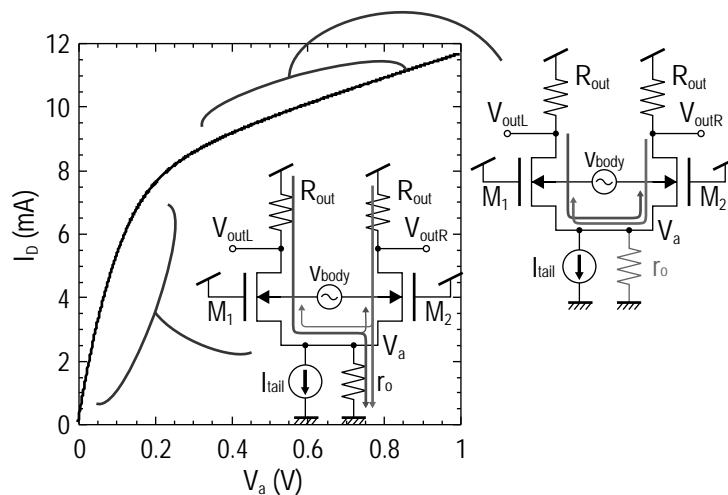 12
10
8
6
4
2
0
I_D (mA)
0
0.2
0.4
0.6
0.8
1
V_a (V)
R_out
R_out
V_outL
V_outR
V_body
M_1
M_2
V_a
I_tail
r_o
R_out
R_out
V_outL
V_outR
V_body
M_1
M_2
V_a
I_tail
r_o